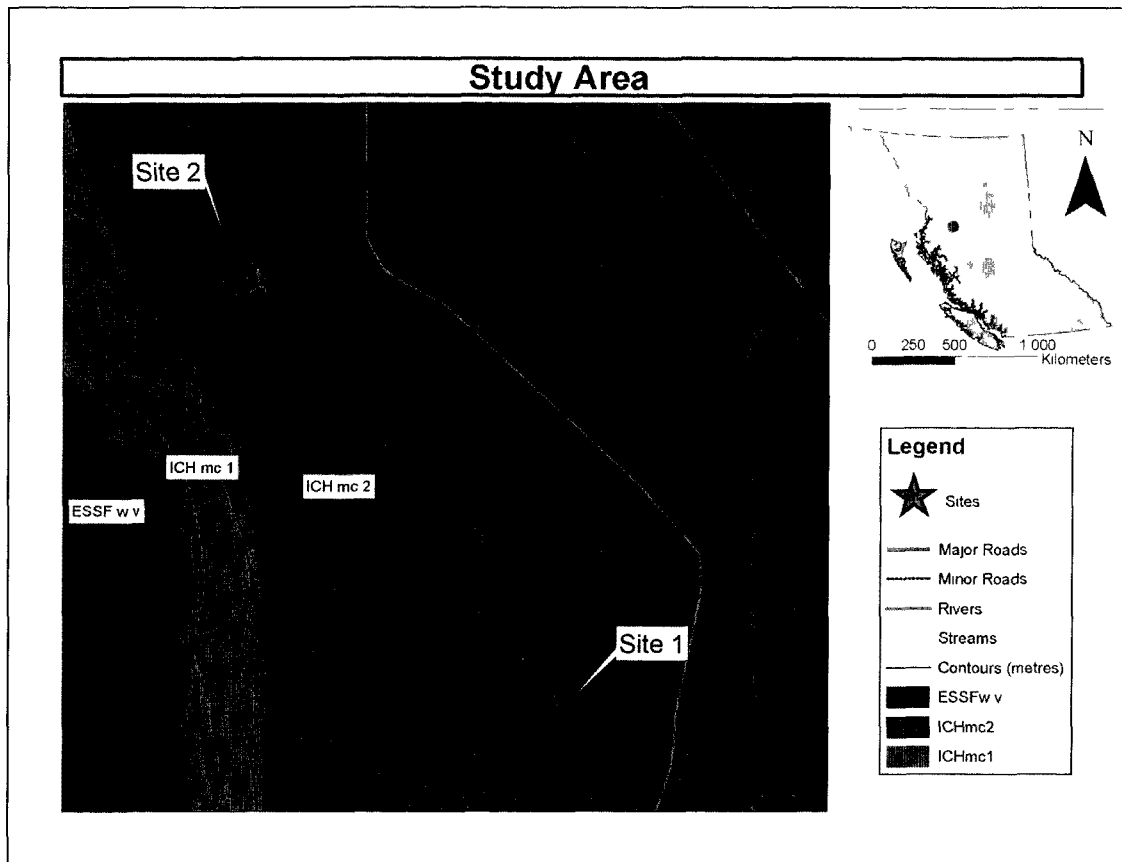 Study Area
Site 2
N
0 250 500 1 000
Kilometers
ICH mc 1
ICH mc 2
ESSF w v
Site 1
Legend
Sites
Major Roads
Minor Roads
Rivers
Streams
Contours (metres)
ESSFw v
ICHmc2
ICHmc1